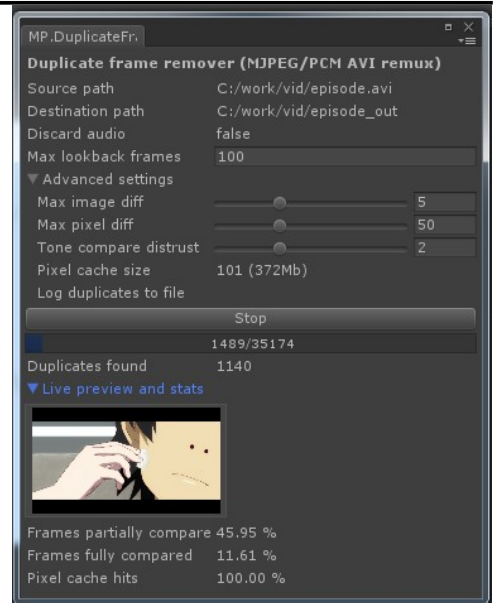 MP.DuplicateFr
Duplicate frame remover (MJPEG/PCM AVI remux)
Source path C:/work/vid/episode.avi
Destination path C:/work/vid/episode_out
Discard audio false
Max lookback frames 100
Advanced settings
Max image diff 5
Max pixel diff 50
Tone compare distrust 2
Pixel cache size 101 (372Mb)
Log duplicates to file
Stop
1489/35174
Duplicates found 1140
Live preview and stats
Frames partially compare 45.95 %
Frames fully compared 11.61 %
Pixel cache hits 100.00 %